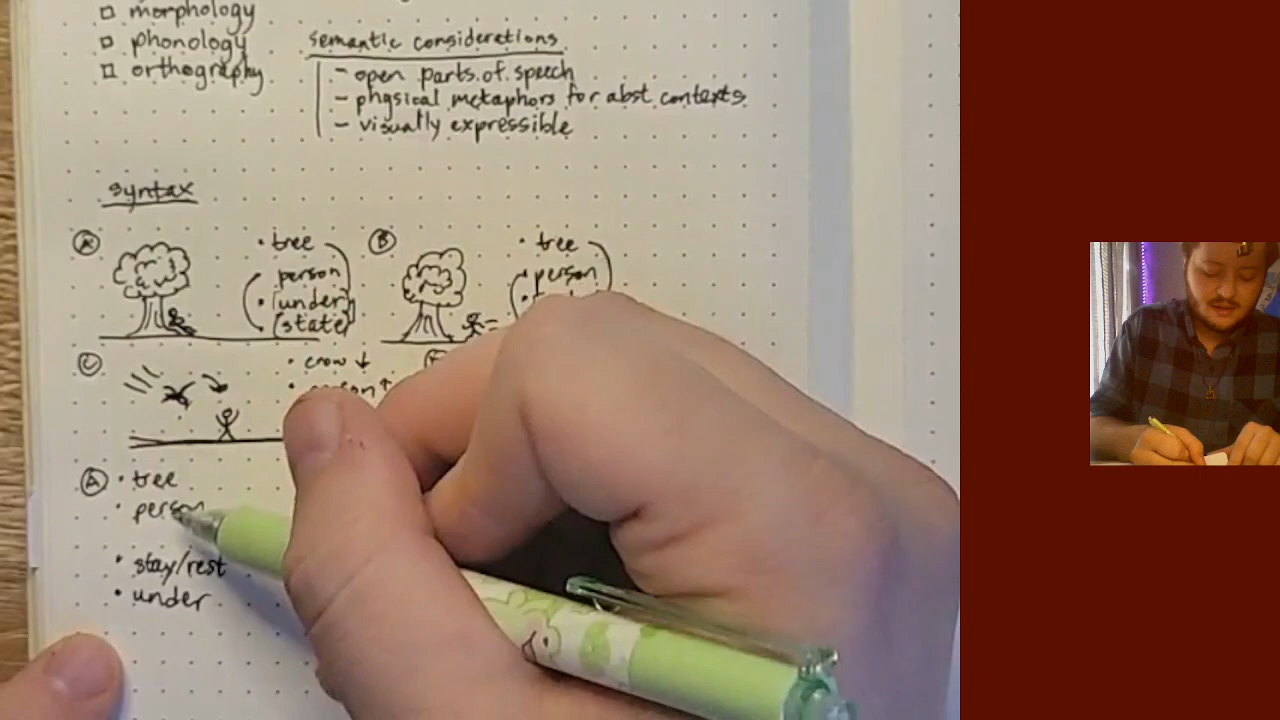 morphology
phonology
orthography
semantic considerations
- open parts of speech
- physical metaphors for abst. contexts
- visually expressible
syntax
A
• tree
person
• [under]
[state]
B
• tree
person
C
• crow ↓
• person ↑
A • tree
• person
• stay/rest
• under